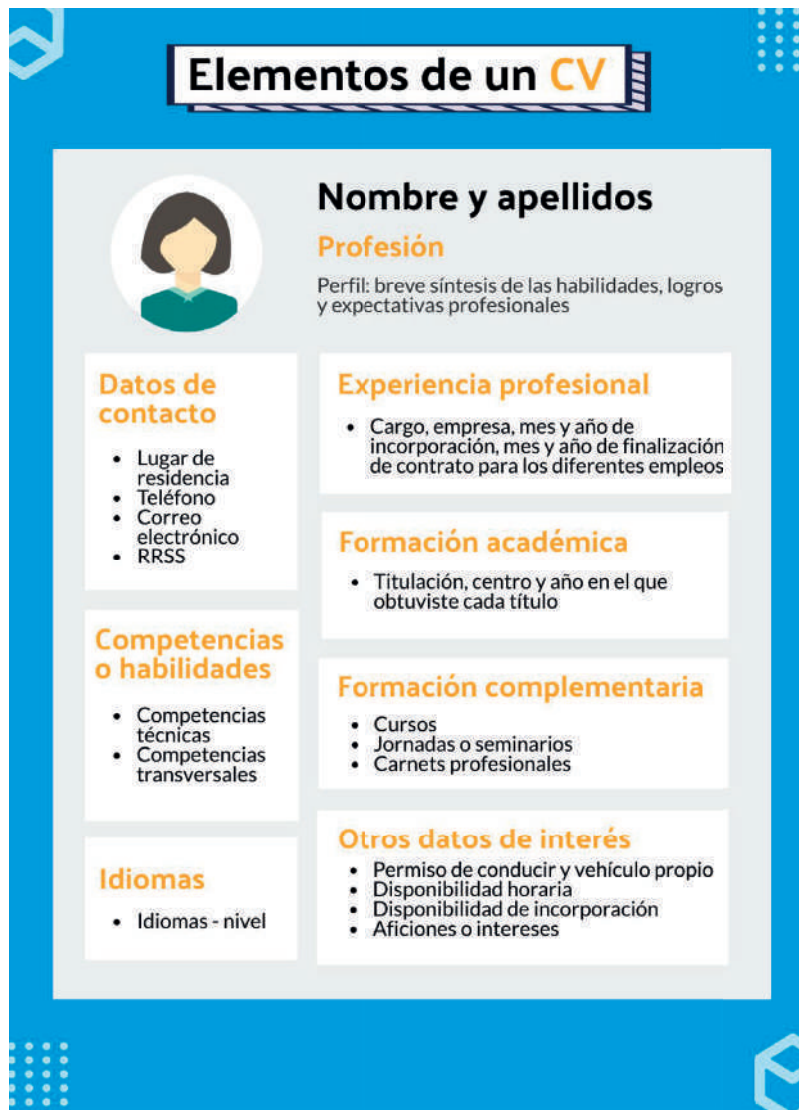 Elementos de un CV
Nombre y apellidos
Profesión
Perfil: breve síntesis de las habilidades, logros
y expectativas profesionales
Datos de
contacto
• Lugar de
residencia
• Teléfono
• Correo
electrónico
• RRSS
Competencias
o habilidades
• Competencias
técnicas
• Competencias
transversales
Idiomas
• Idiomas - nivel
Experiencia profesional
• Cargo, empresa, mes y año de
incorporación, mes y año de finalización
de contrato para los diferentes empleos
Formación académica
• Titulación, centro y año en el que
obtuviste cada título
Formación complementaria
• Cursos
• Jornadas o seminarios
• Carnets profesionales
Otros datos de interés
• Permiso de conducir y vehículo propio
• Disponibilidad horaria
• Disponibilidad de incorporación
• Aficiones o intereses